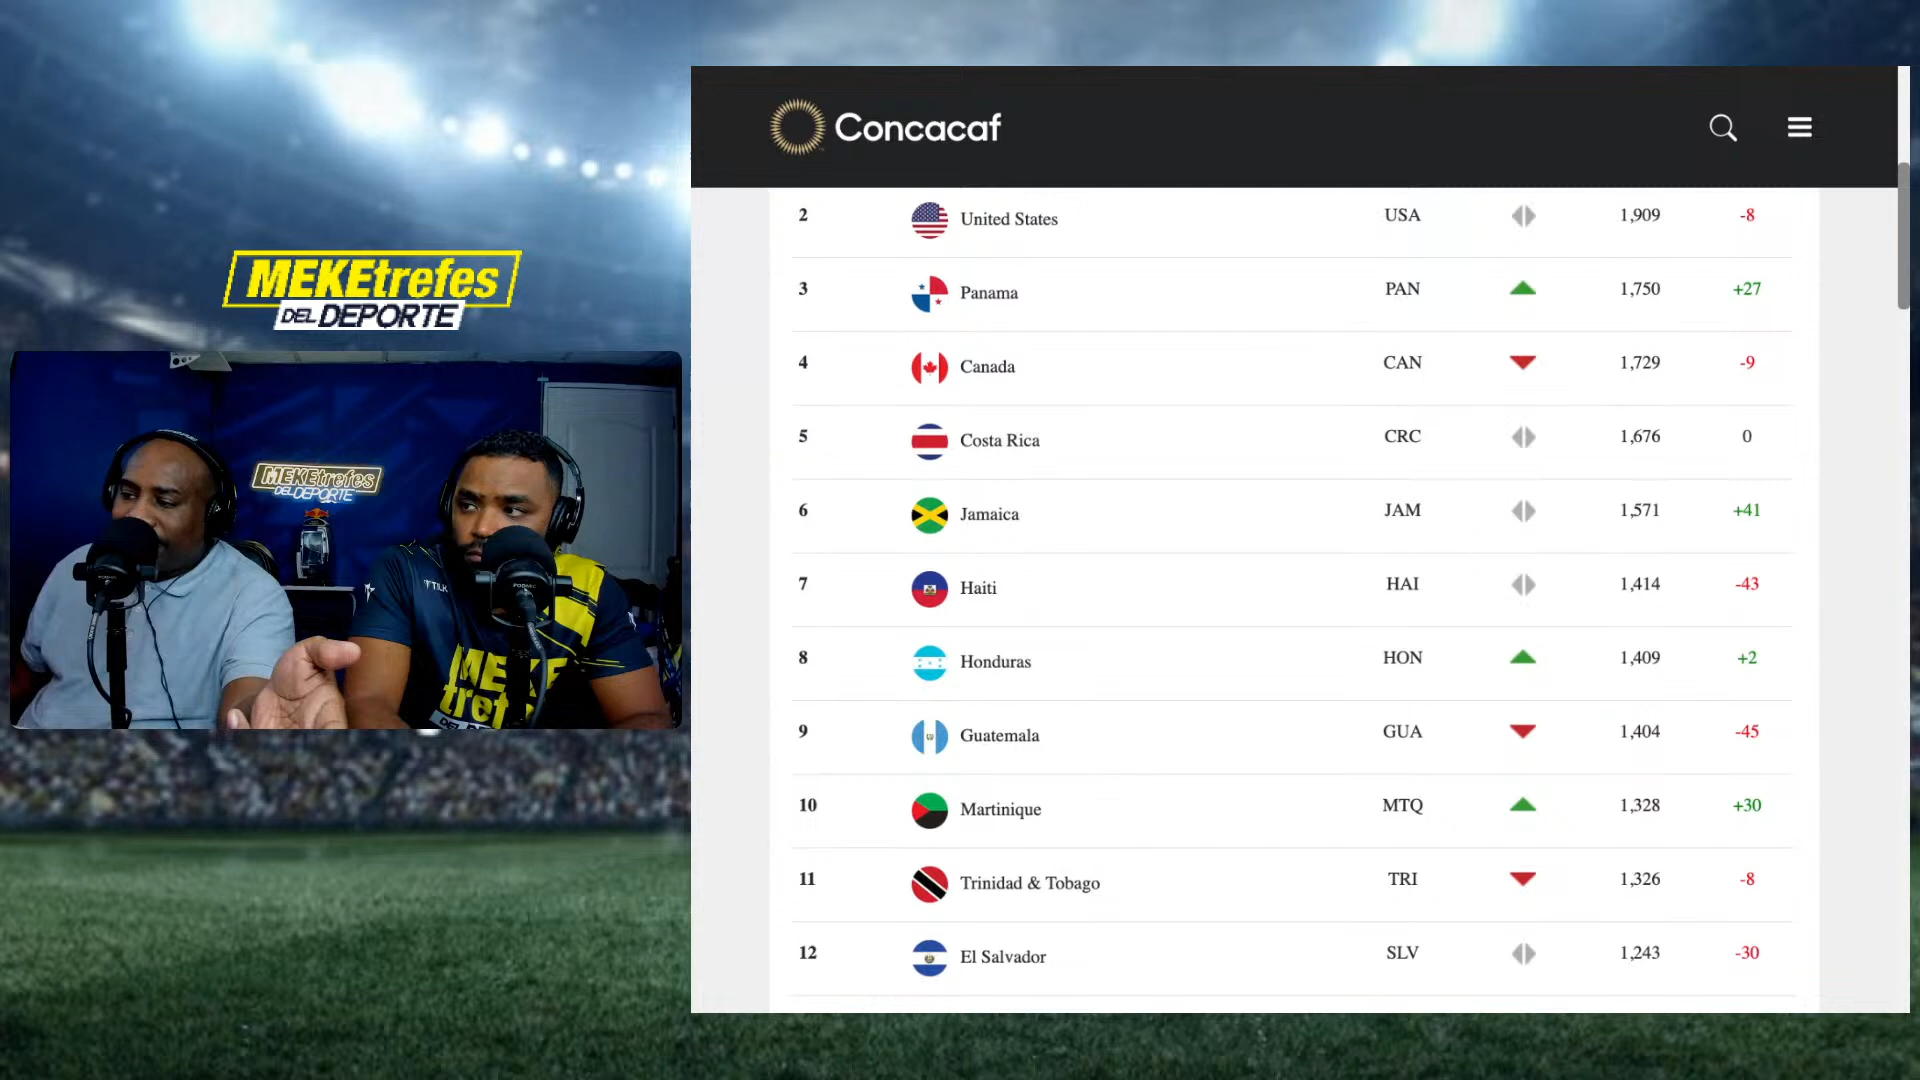 Concacaf
2 United States USA 1,909 -8
3 Panama PAN 1,750 +27
4 Canada CAN 1,729 -9
5 Costa Rica CRC 1,676 0
6 Jamaica JAM 1,571 +41
7 Haiti HAI 1,414 -43
8 Honduras HON 1,409 +2
9 Guatemala GUA 1,404 -45
10 Martinique MTQ 1,328 +30
11 Trinidad & Tobago TRI 1,326 -8
12 El Salvador SLV 1,243 -30
MEKEtrefes
DEL DEPORTE
MEKEtrefes
DEL DEPORTE
TILK
PODMIC
MEKE
tref